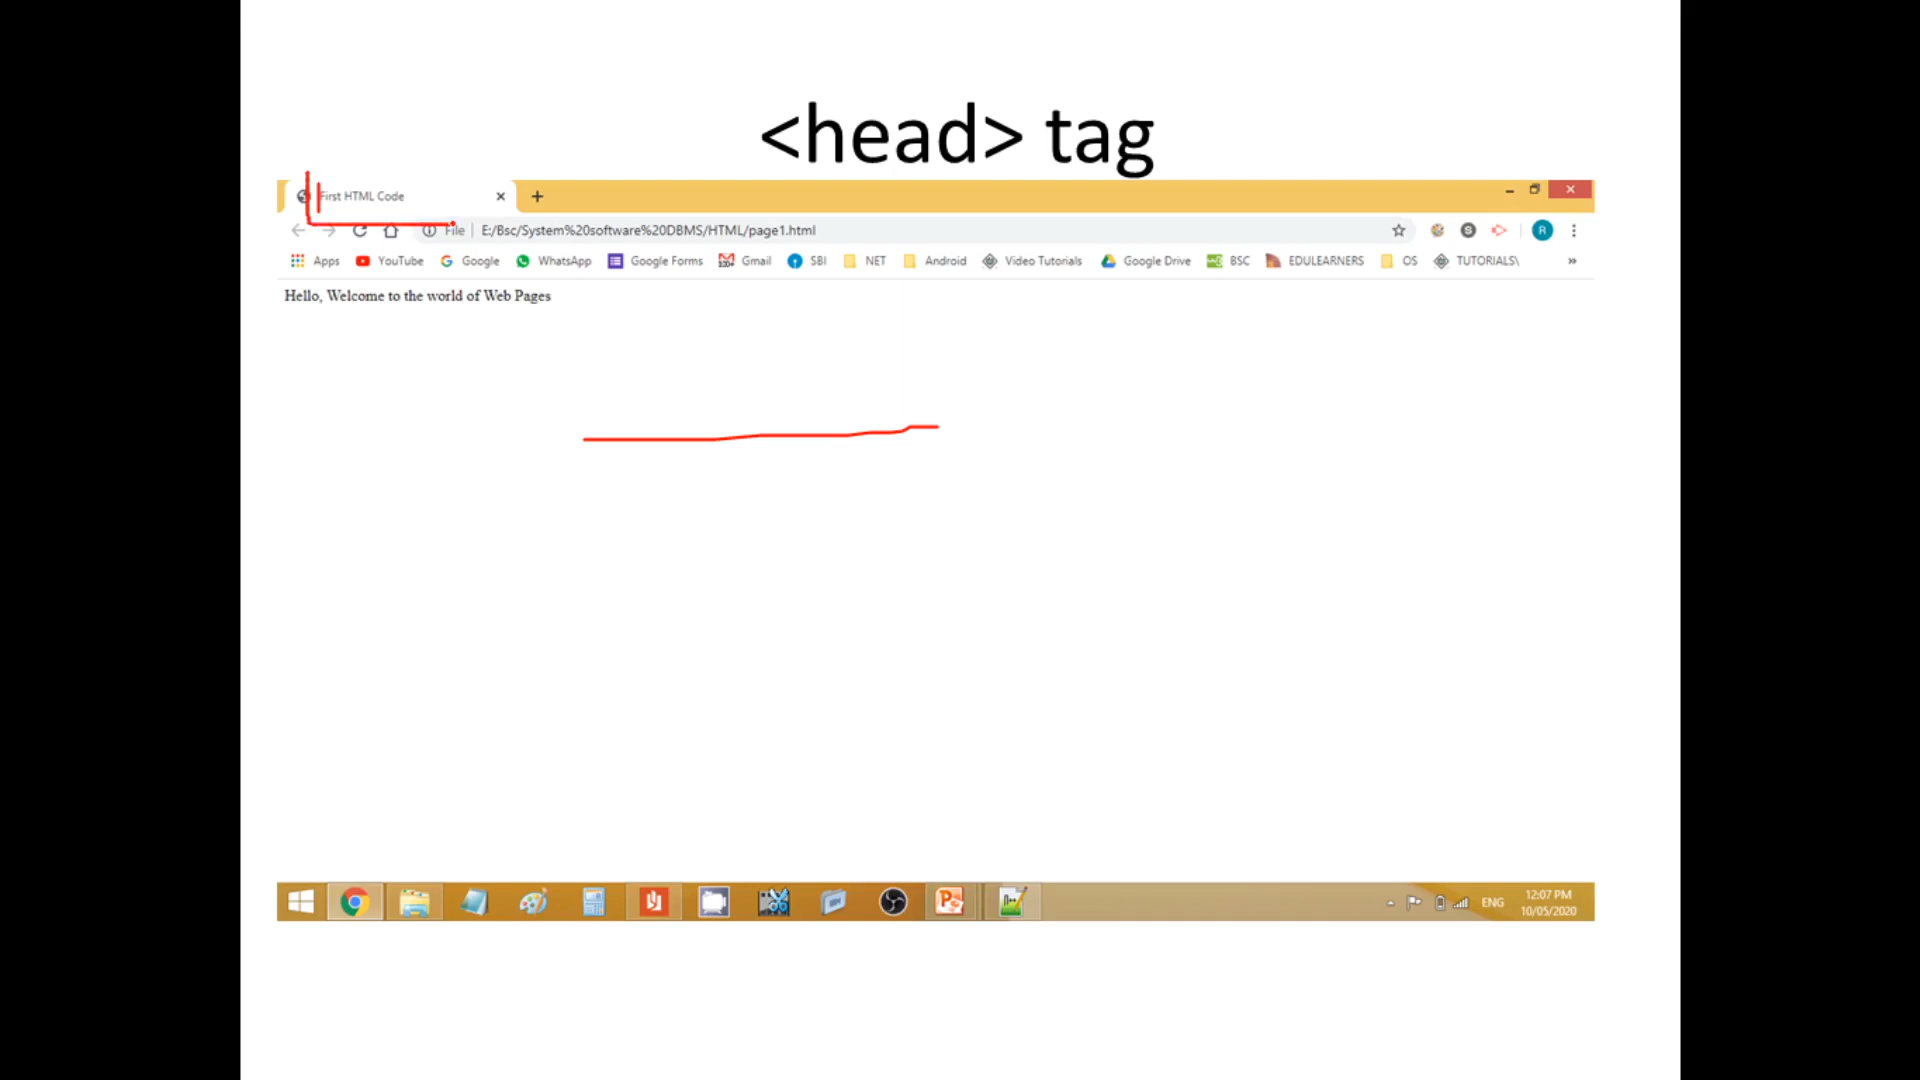 <head> tag
First HTML Code
File E:/Bsc/System%20software%20DBMS/HTML/page1.html R
Apps YouTube Google WhatsApp Google Forms Gmail SBI NET Android Video Tutorials Google Drive BSC EDULEARNERS OS TUTORIALS\ »
Hello, Welcome to the world of Web Pages
ENG 12:07 PM
10/05/2020